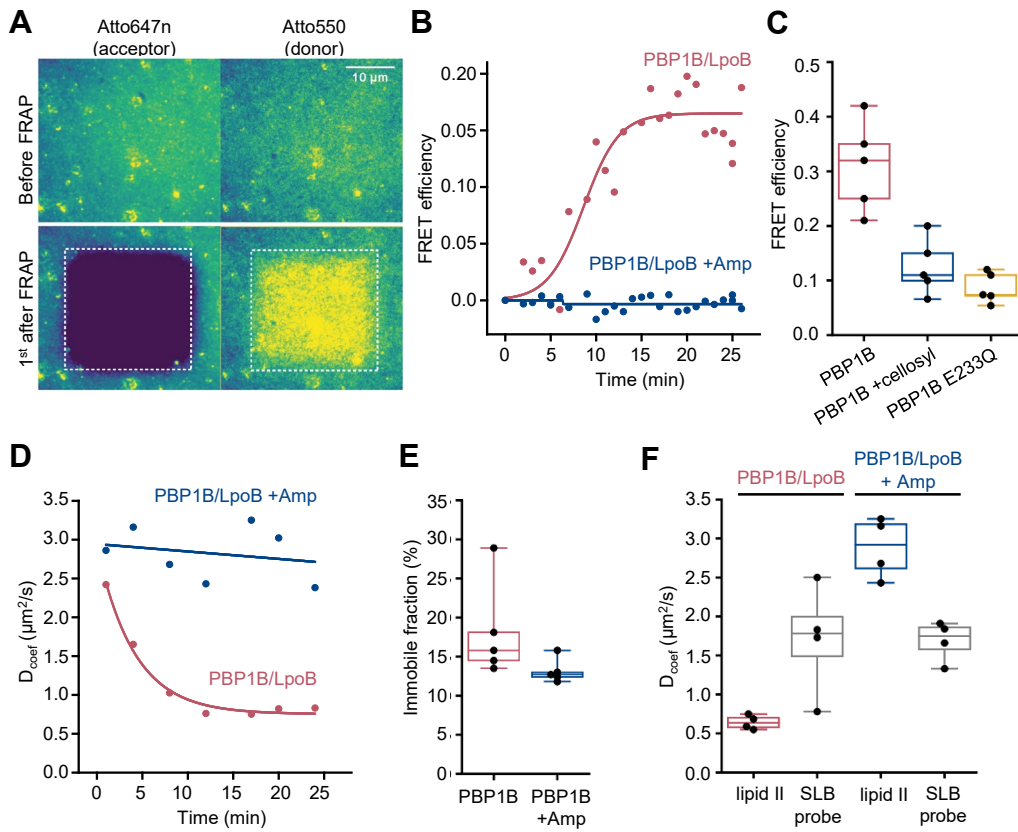 A
Atto647n
(acceptor)
Atto550
(donor)
10 µm
Before FRAP
1st after FRAP
B
PBP1B/LpoB
PBP1B/LpoB +Amp
FRET efficiency
0.20
0.05
0.10
0.05
0.0
0
5
10
15
20
25
Time (min)
C
FRET efficiency
0.5
0.4
0.3
0.2
0.1
0.0
PBP1B
PBP1B +cellosyl
PBP1B E233Q
D
PBP1B/LpoB +Amp
PBP1B/LpoB
Dcoef (µm²/s)
3.5
3.0
2.5
2.0
1.5
1.0
0.5
0.0
0
5
10
15
20
25
Time (min)
E
Immobile fraction (%)
35
30
25
20
15
10
5
0
PBP1B
PBP1B
+Amp
F
PBP1B/LpoB
PBP1B/LpoB
+ Amp
Dcoef (µm²/s)
3.5
3.0
2.5
2.0
1.5
1.0
0.5
0.0
lipid II
SLB
probe
lipid II
SLB
probe